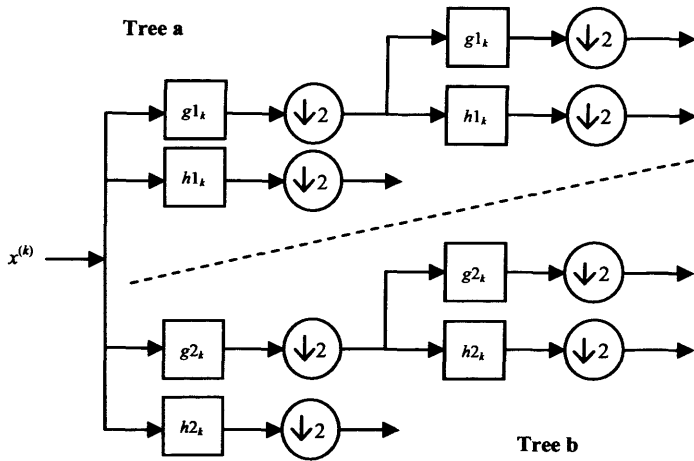 Tree a
g1ₖ
↓2
g1ₖ
↓2
h1ₖ
↓2
h1ₖ
↓2
x⁽ᵏ⁾
g2ₖ
↓2
g2ₖ
↓2
h2ₖ
↓2
h2ₖ
↓2
Tree b